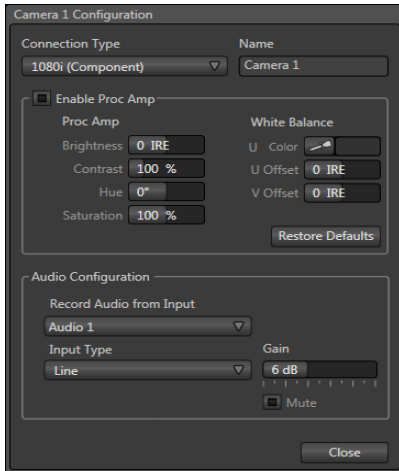 Camera 1 Configuration
Connection Type
Name
1080i (Component)
Camera 1
Enable Proc Amp
Proc Amp
White Balance
Brightness 0 IRE
U Color
Contrast 100 %
U Offset 0 IRE
Hue 0°
V Offset 0 IRE
Saturation 100 %
Restore Defaults
Audio Configuration
Record Audio from Input
Audio 1
Input Type
Gain
Line
6 dB
Mute
Close